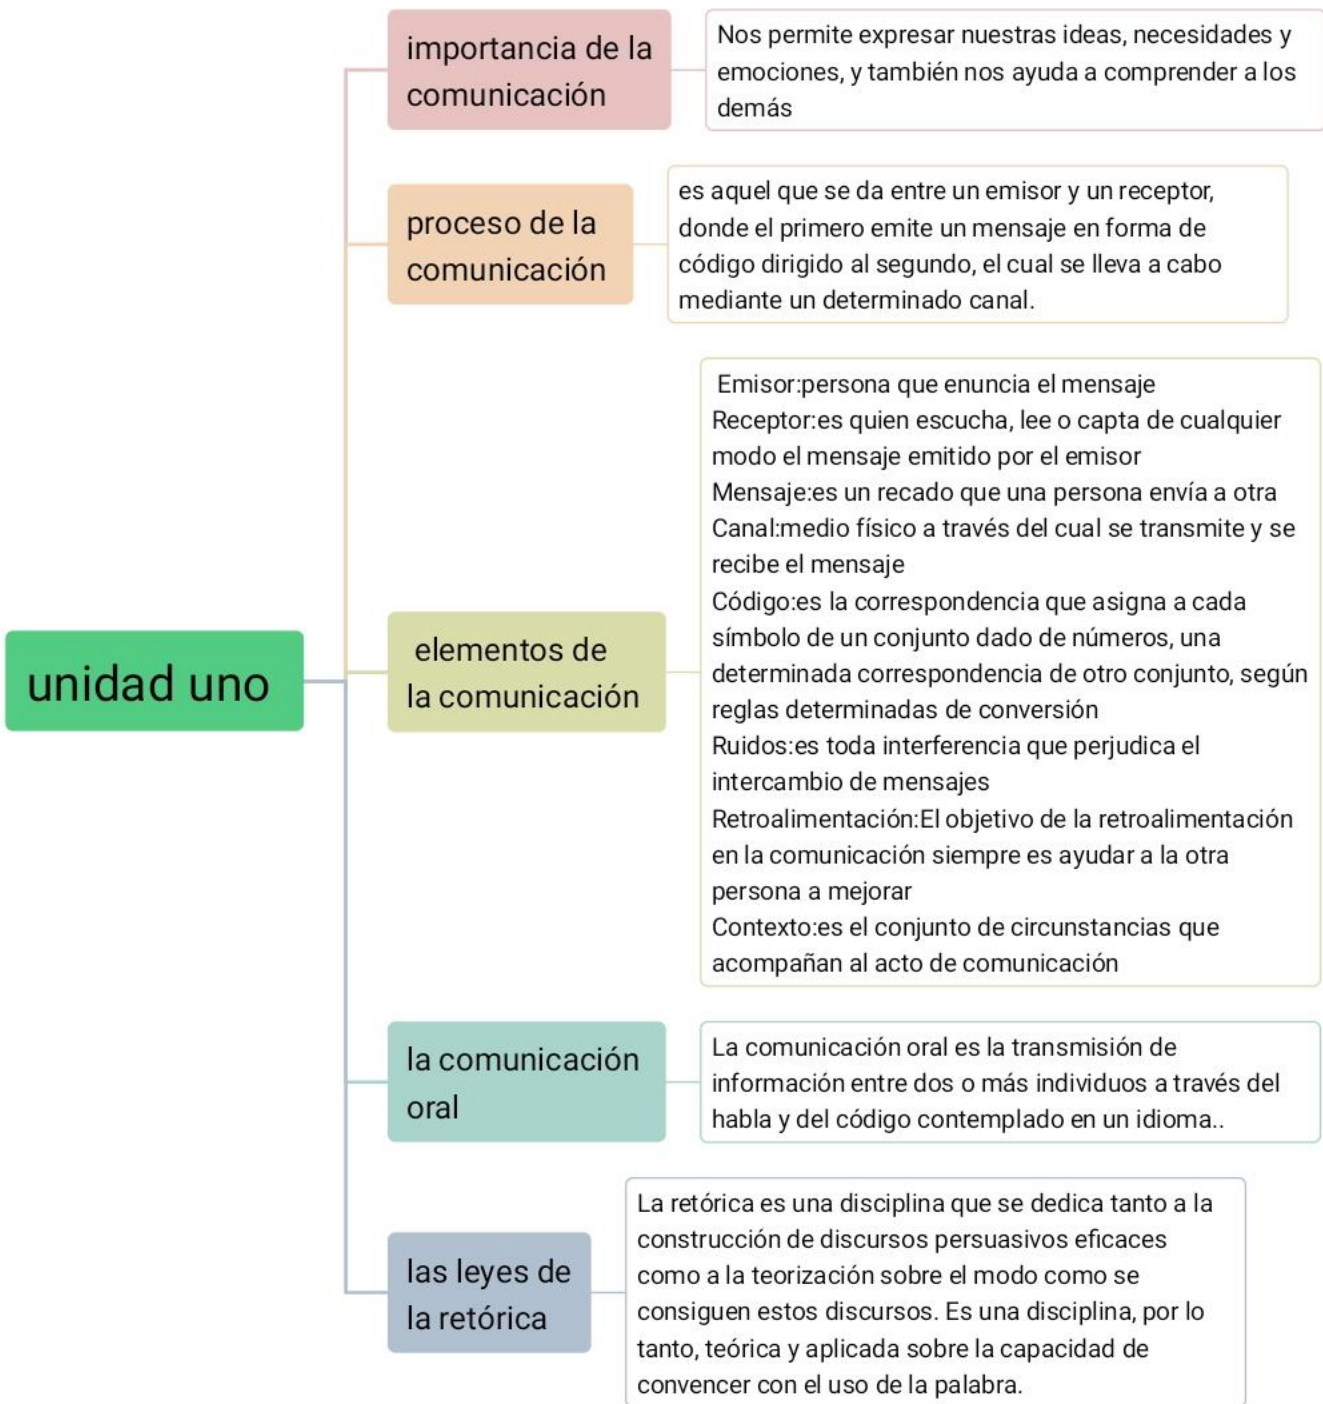 importancia de la
comunicación
Nos permite expresar nuestras ideas, necesidades y
emociones, y también nos ayuda a comprender a los
demás
proceso de la
comunicación
es aquel que se da entre un emisor y un receptor,
donde el primero emite un mensaje en forma de
código dirigido al segundo, el cual se lleva a cabo
mediante un determinado canal.
unidad uno
elementos de
la comunicación
Emisor:persona que enuncia el mensaje
Receptor:es quien escucha, lee o capta de cualquier
modo el mensaje emitido por el emisor
Mensaje:es un recado que una persona envía a otra
Canal:medio físico a través del cual se transmite y se
recibe el mensaje
Código:es la correspondencia que asigna a cada
símbolo de un conjunto dado de números, una
determinada correspondencia de otro conjunto, según
reglas determinadas de conversión
Ruidos:es toda interferencia que perjudica el
intercambio de mensajes
Retroalimentación:El objetivo de la retroalimentación
en la comunicación siempre es ayudar a la otra
persona a mejorar
Contexto:es el conjunto de circunstancias que
acompañan al acto de comunicación
la comunicación
oral
La comunicación oral es la transmisión de
información entre dos o más individuos a través del
habla y del código contemplado en un idioma..
las leyes de
la retórica
La retórica es una disciplina que se dedica tanto a la
construcción de discursos persuasivos eficaces
como a la teorización sobre el modo como se
consiguen estos discursos. Es una disciplina, por lo
tanto, teórica y aplicada sobre la capacidad de
convencer con el uso de la palabra.